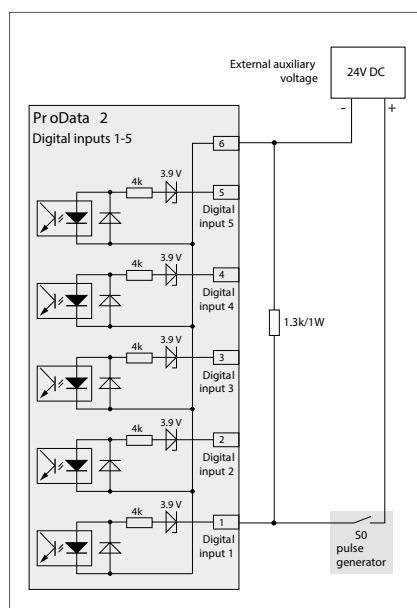 External auxiliary
voltage
24V DC
-
+
Pr oData 2
Digital inputs 1-5
6
3.9 V
4k
5
Digital
input 5
3.9 V
4k
4
Digital
input 4
3.9 V
4k
3
Digital
input 3
1.3k/1W
3.9 V
4k
2
Digital
input 2
3.9 V
4k
1
Digital
input 1
S0
pulse
generator